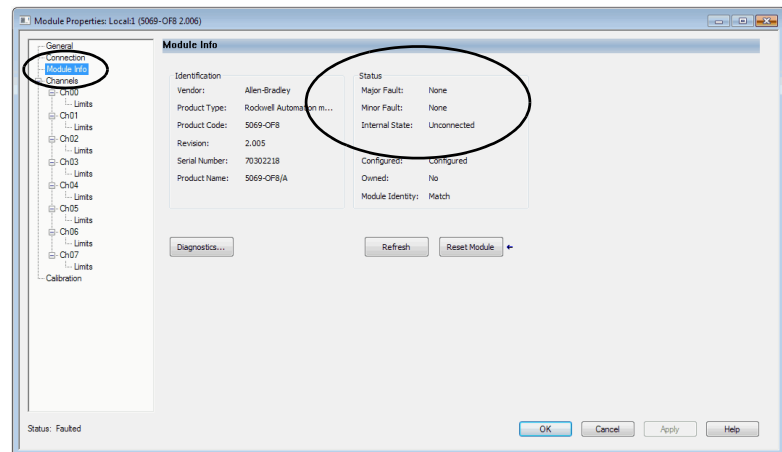 Module Properties: Local:1 (5069-OF8 2.006)
General
Connection
Module Info
Channels
Ch00
Limits
Ch01
Limits
Ch02
Limits
Ch03
Limits
Ch04
Limits
Ch05
Limits
Ch06
Limits
Ch07
Limits
Calibration
Module Info
Identification
Vendor: Allen-Bradley
Product Type: Rockwell Automation m...
Product Code: 5069-OF8
Revision: 2.005
Serial Number: 70302218
Product Name: 5069-OF8/A
Status
Major Fault: None
Minor Fault: None
Internal State: Unconnected
Configured: Configured
Owned: No
Module Identity: Match
Diagnostics...
Refresh
Reset Module
Status: Faulted
OK
Cancel
Apply
Help